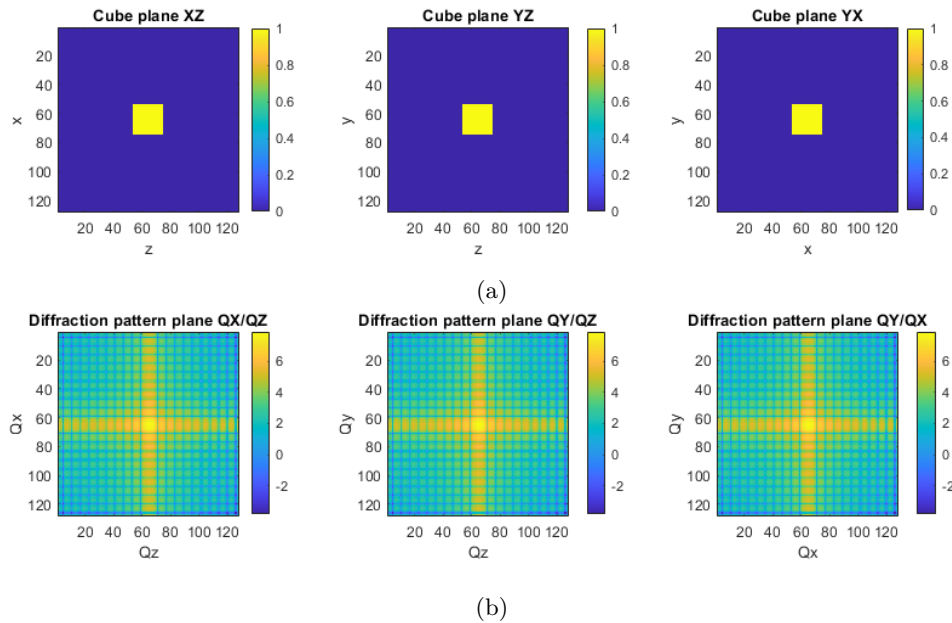 Cube plane XZ
Cube plane YZ
Cube plane YX
20
40
60
80
100
120
x
20 40 60 80 100 120
z
1
0.8
0.6
0.4
0.2
0
20
40
60
80
100
120
y
20 40 60 80 100 120
z
1
0.8
0.6
0.4
0.2
0
20
40
60
80
100
120
y
20 40 60 80 100 120
x
1
0.8
0.6
0.4
0.2
0
(a)
Diffraction pattern plane QX/QZ
Diffraction pattern plane QY/QZ
Diffraction pattern plane QY/QX
20
40
60
80
100
120
Qx
20 40 60 80 100 120
Qz
6
4
2
0
-2
20
40
60
80
100
120
Qy
20 40 60 80 100 120
Qz
6
4
2
0
-2
20
40
60
80
100
120
Qy
20 40 60 80 100 120
Qx
6
4
2
0
-2
(b)